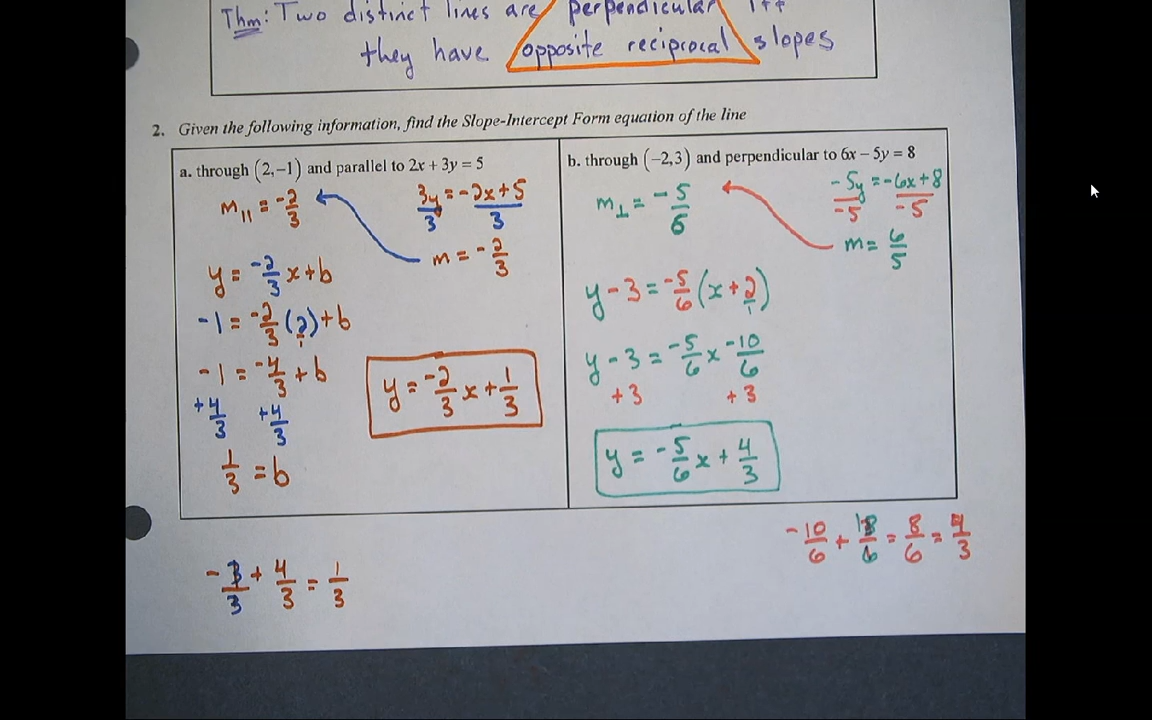 Thm: Two distinct lines are perpendicular iff
they have opposite reciprocal slopes
2. Given the following information, find the Slope-Intercept Form equation of the line
a. through (2,−1) and parallel to 2x + 3y = 5
m∥ = -2/3
3y/3 = (-2x+5)/3
m = -2/3
y = -2/3 x + b
-1 = -2/3 (2/1) + b
-1 = -4/3 + b
+4/3 +4/3
1/3 = b
y = -2/3 x + 1/3
b. through (−2,3) and perpendicular to 6x − 5y = 8
m⊥ = -5/6
-5y/-5 = (-6x+8)/-5
m = 6/5
y - 3 = -5/6 (x + 2/1)
y - 3 = -5/6 x -10/6
+3 +3
y = -5/6 x + 4/3
-10/6 + 18/6 = 8/6 = 4/3
-3/3 + 4/3 = 1/3